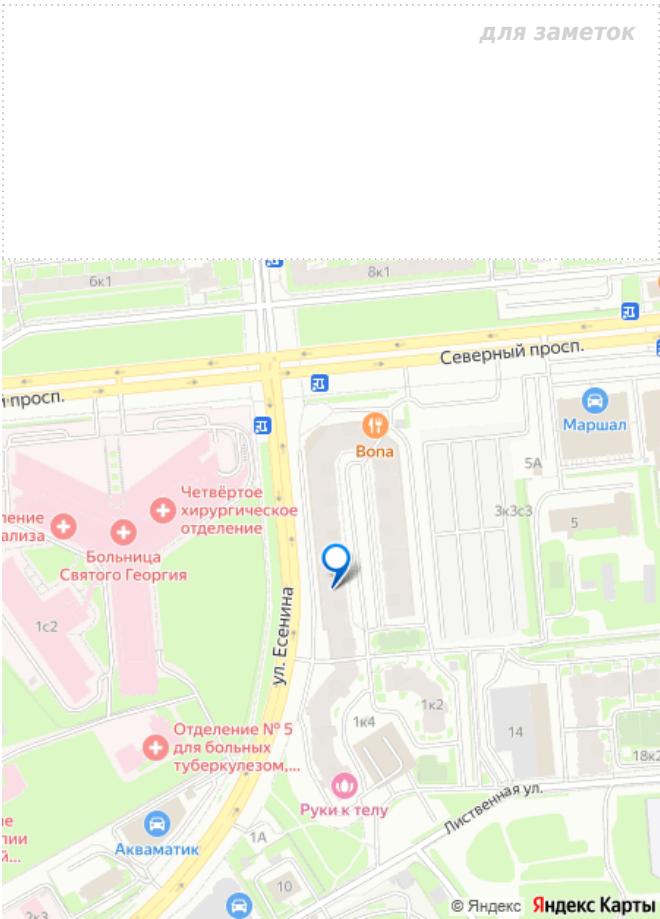 для заметок
6к1
8к1
Северный просп.
й просп.
Маршал
Вопа
5А
Четвёртое
хирургическое
отделение
3к3с3
5
Больница
Святого Георгия
1с2
ул. Есенина
1к2
1к4
14
Отделение № 5
для больных
туберкулезом,...
18к2
Руки к телу
Лиственная ул.
Акваматик
1А
10
2к3
© Яндекс Яндекс Карты